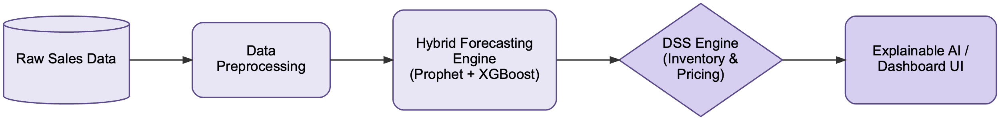 Raw Sales Data
Data
Preprocessing
Hybrid Forecasting
Engine
(Prophet + XGBoost)
DSS Engine
(Inventory &
Pricing)
Explainable AI /
Dashboard UI